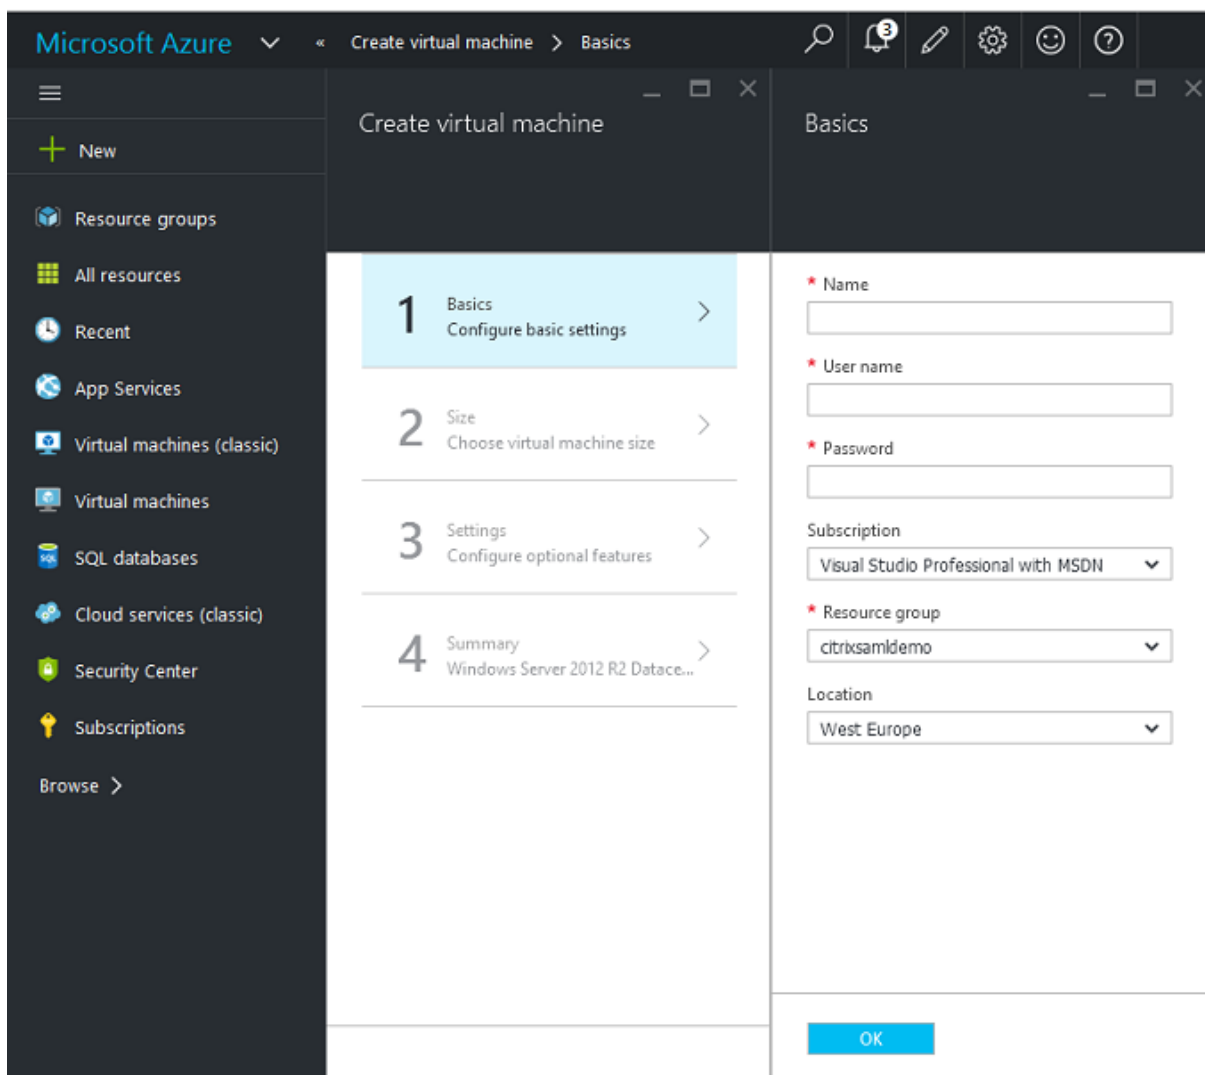 Microsoft Azure
« Create virtual machine > Basics
3
New
Resource groups
All resources
Recent
App Services
Virtual machines (classic)
Virtual machines
SQL databases
Cloud services (classic)
Security Center
Subscriptions
Browse >
Create virtual machine
1
Basics
Configure basic settings
2
Size
Choose virtual machine size
3
Settings
Configure optional features
4
Summary
Windows Server 2012 R2 Datace...
Basics
* Name
* User name
* Password
Subscription
Visual Studio Professional with MSDN
* Resource group
citrixsamldemo
Location
West Europe
OK